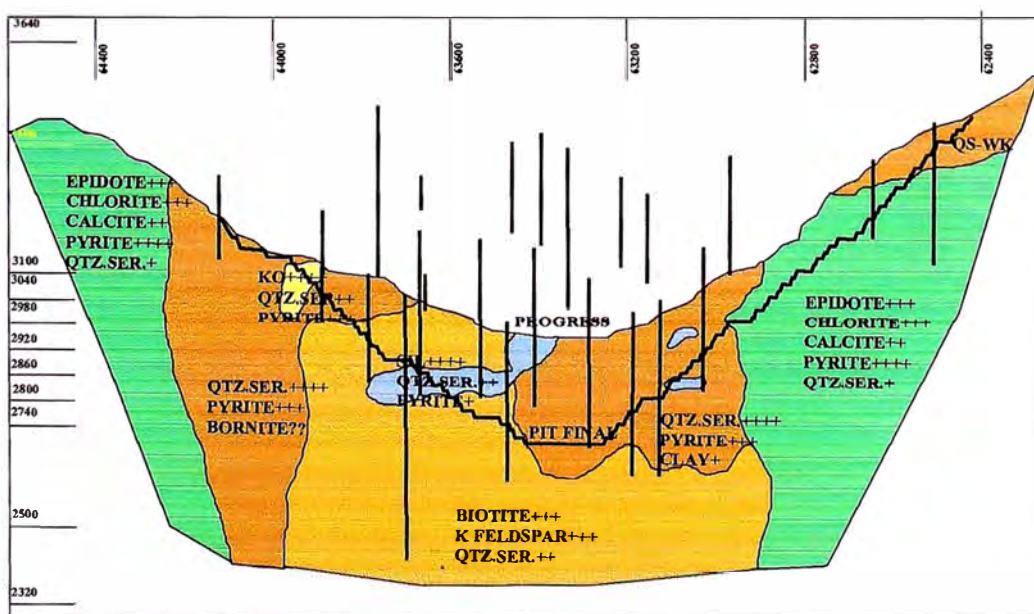 3640
64400
64000
63600
63200
62800
62400
QS-WK
EPIDOTE+++
CHLORITE+++
CALCITE++
PYRITE++++
QTZ.SER.+
3100
3040
2980
2920
2860
2800
2740
2500
2320
QTZ.SER.++
PYRITE
PEOGRESS
QTZ.SER.++
PYRITE+
QTZ.SER.++++
PYRITE+++
BORNITE??
PIT FINAL
QTZ.SER.++++
PYRITE+++
CLAY+
EPIDOTE+++
CHLORITE+++
CALCITE++
PYRITE++++
QTZ.SER.+
BIOTITE+++
K FELDSPAR+++
QTZ.SER.++